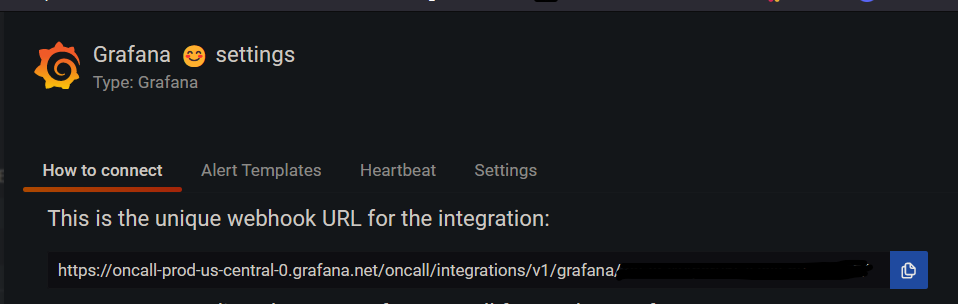 Grafana 😊 settings
Type: Grafana
How to connect Alert Templates Heartbeat Settings
This is the unique webhook URL for the integration:
https://oncall-prod-us-central-0.grafana.net/oncall/integrations/v1/grafana/